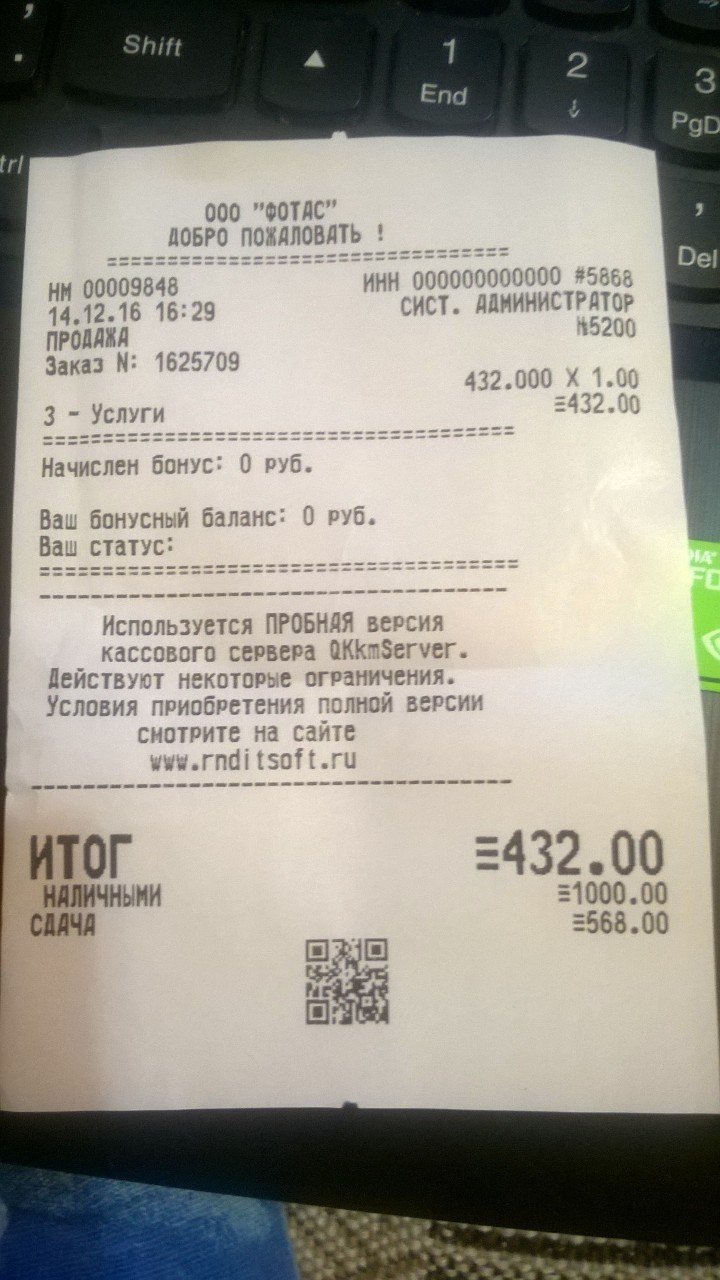 Shift
▲
1
End
2
↓
3
PgD
trl
,
Del
ООО "ФОТАС"
ДОБРО ПОЖАЛОВАТЬ !
==================================
НМ 00009848 ИНН 000000000000 #5868
14.12.16 16:29 СИСТ. АДМИНИСТРАТОР
ПРОДАЖА №5200
Заказ N: 1625709
432.000 X 1.00
3 - Услуги ≡432.00
========================================
Начислен бонус: 0 руб.
Ваш бонусный баланс: 0 руб.
Ваш статус:
========================================
----------------------------------------
Используется ПРОБНАЯ версия
кассового сервера QKkmServer.
Действуют некоторые ограничения.
Условия приобретения полной версии
смотрите на сайте
www.rnditsoft.ru
----------------------------------------
ИТОГ ≡432.00
НАЛИЧНЫМИ ≡1000.00
СДАЧА ≡568.00